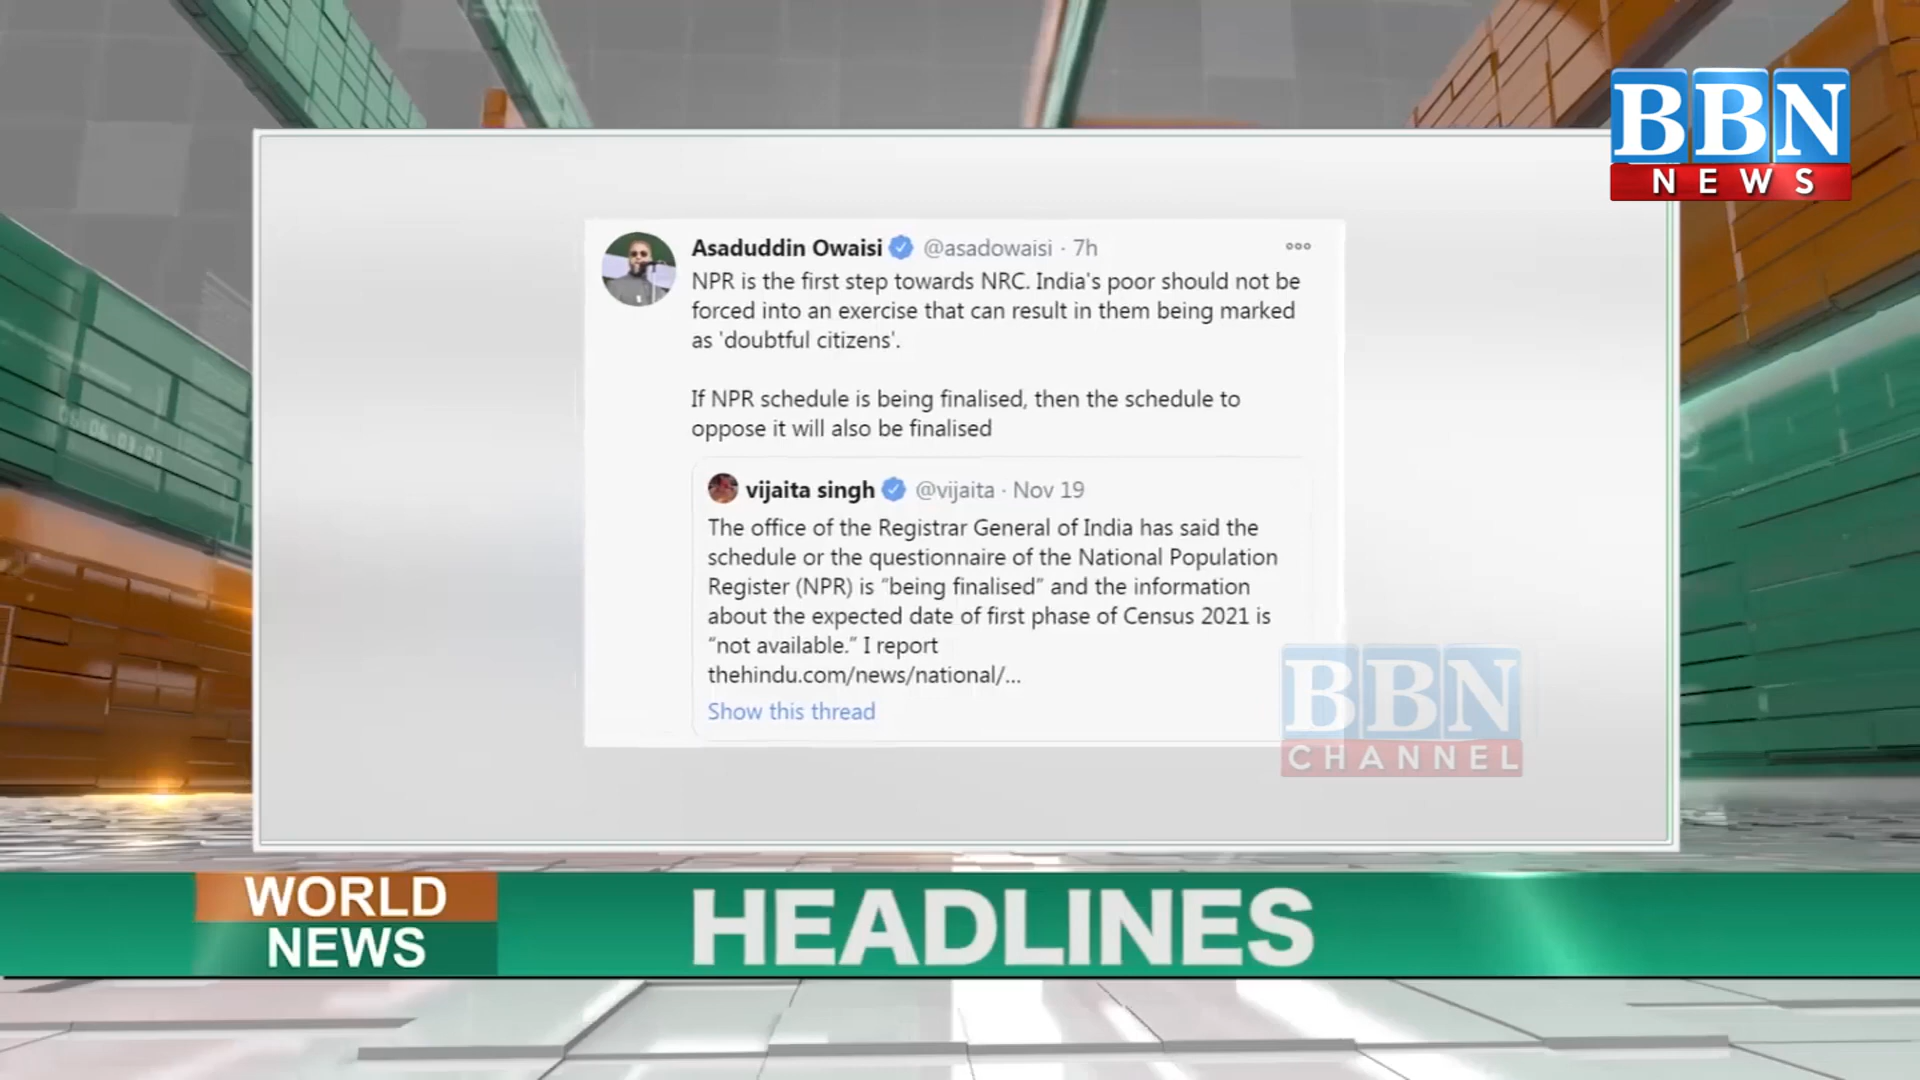 BBN
NEWS
Asaduddin Owaisi @asadowaisi · 7h
NPR is the first step towards NRC. India's poor should not be
forced into an exercise that can result in them being marked
as 'doubtful citizens'.
If NPR schedule is being finalised, then the schedule to
oppose it will also be finalised
vijaita singh @vijaita · Nov 19
The office of the Registrar General of India has said the
schedule or the questionnaire of the National Population
Register (NPR) is “being finalised” and the information
about the expected date of first phase of Census 2021 is
“not available.” I report
thehindu.com/news/national/...
Show this thread
BBN
CHANNEL
WORLD
NEWS
HEADLINES